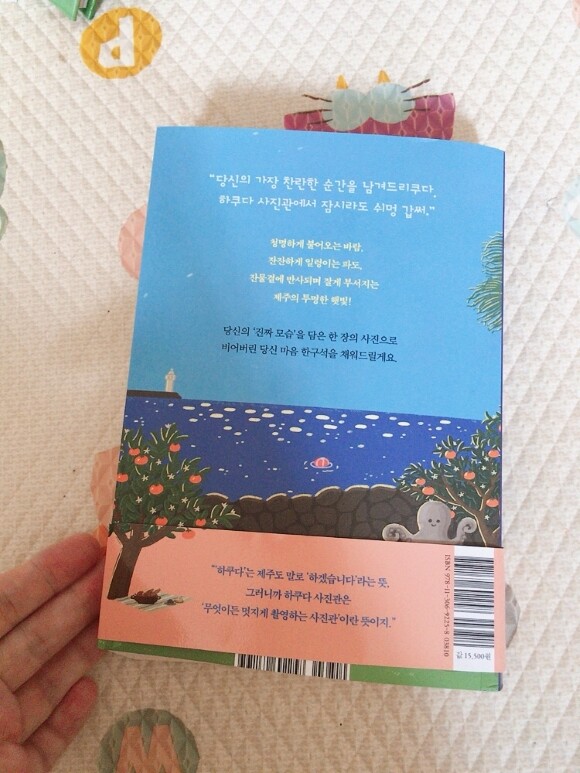 P
"당신의 가장 찬란한 순간을 남겨드리쿠다.
하쿠다 사진관에서 잠시라도 쉬멍 갑써."
청명하게 불어오는 바람,
잔잔하게 일렁이는 파도,
잔물결에 반사되며 잘게 부서지는
제주의 투명한 햇빛!
당신의 '진짜 모습'을 담은 한 장의 사진으로
비어버린 당신 마음 한구석을 채워드릴게요.
"'하쿠다'는 제주도 말로 '하겠습니다'라는 뜻.
그러니까 하쿠다 사진관은
'무엇이든 멋지게 촬영하는 사진관'이란 뜻이지."
값 15,500원